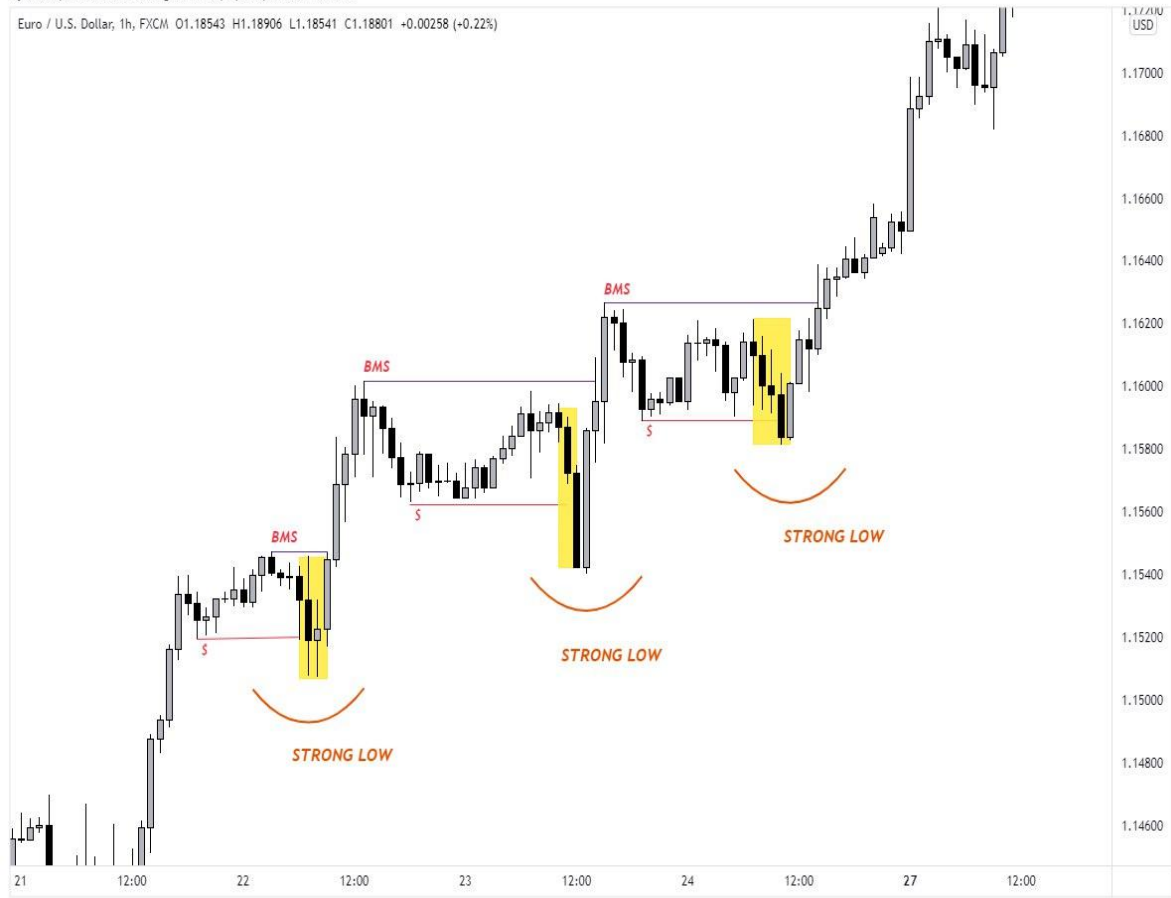 Euro / U.S. Dollar, 1h, FXCM O1.18543 H1.18906 L1.18541 C1.18801 +0.00258 (+0.22%)
1.17200
USD
1.17000
1.16800
1.16600
1.16400
BMS
1.16200
BMS
1.16000
$
1.15800
1.15600
$
STRONG LOW
BMS
1.15400
1.15200
$
STRONG LOW
1.15000
STRONG LOW
1.14800
1.14600
21 12:00 22 12:00 23 12:00 24 12:00 27 12:00